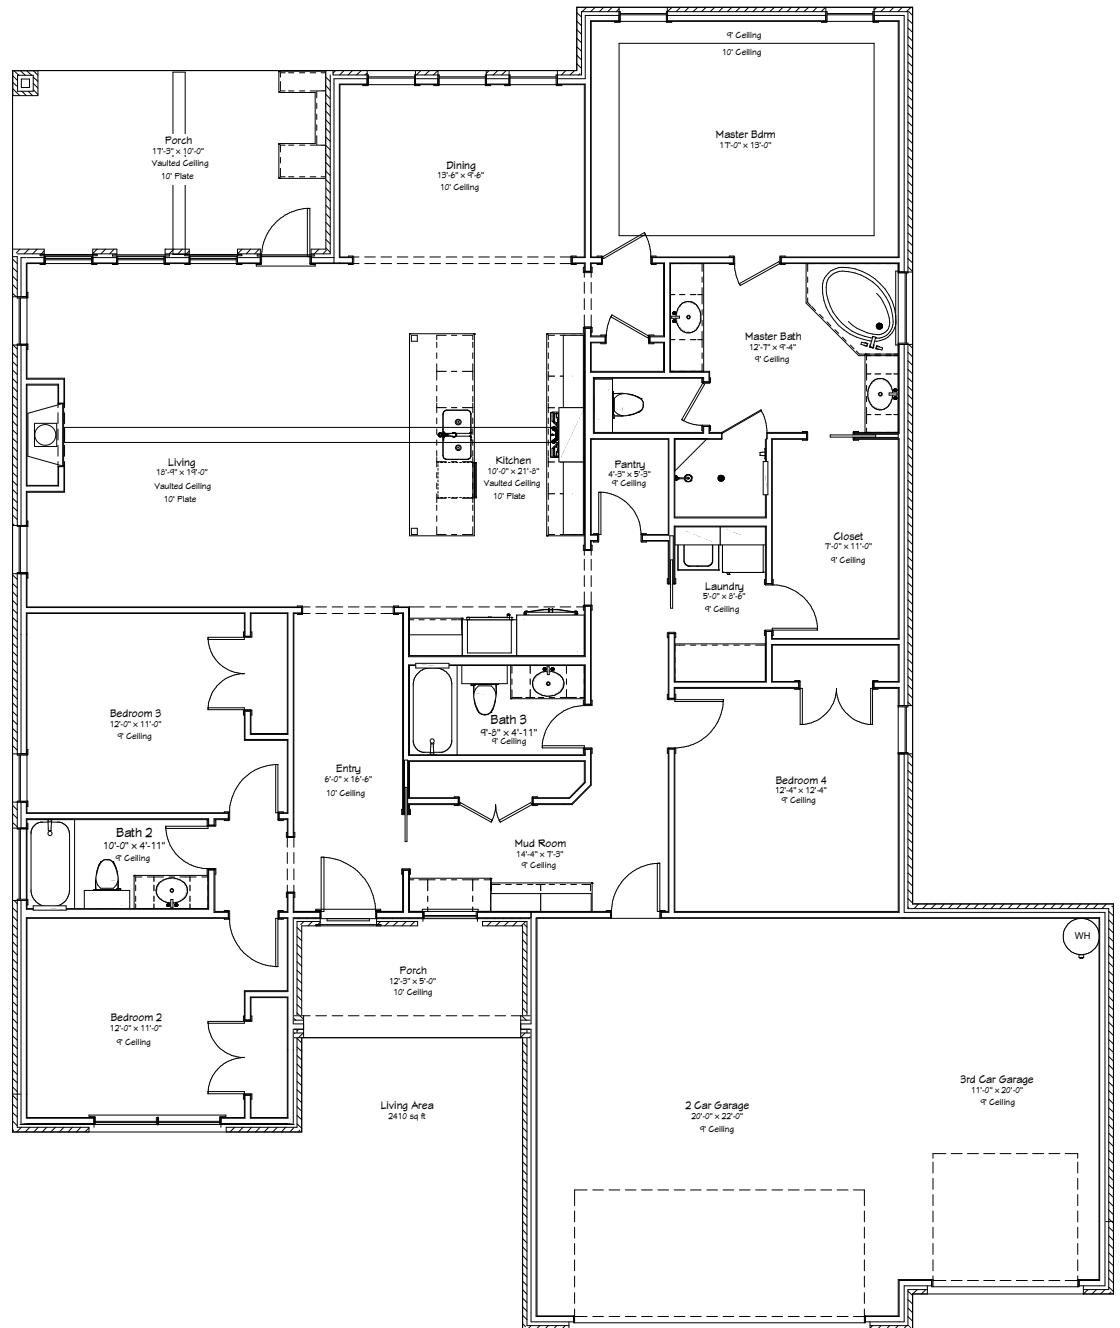 9' Ceiling
10' Ceiling
Master Bdrm
17'-0" x 13'-0"
Porch
17'-3" x 10'-0"
Vaulted Ceiling
10' Plate
Dining
13'-6" x 9'-6"
10' Ceiling
Master Bath
12'-7" x 9'-4"
9' Ceiling
Living
18'-9" x 19'-0"
Vaulted Ceiling
10' Plate
Kitchen
10'-0" x 21'-8"
Vaulted Ceiling
10' Plate
Pantry
4'-3" x 5'-3"
9' Ceiling
Closet
7'-0" x 11'-0"
9' Ceiling
Laundry
5'-0" x 8'-6"
9' Ceiling
Bedroom 3
12'-0" x 11'-0"
9' Ceiling
Bath 3
9'-8" x 4'-11"
9' Ceiling
Entry
6'-0" x 16'-6"
10' Ceiling
Bedroom 4
12'-4" x 12'-4"
9' Ceiling
Bath 2
10'-0" x 4'-11"
9' Ceiling
Mud Room
14'-4" x 7'-3"
9' Ceiling
WH
Porch
12'-3" x 5'-0"
10' Ceiling
Bedroom 2
12'-0" x 11'-0"
9' Ceiling
Living Area
2410 sq ft
2 Car Garage
20'-0" x 22'-0"
9' Ceiling
3rd Car Garage
11'-0" x 20'-0"
9' Ceiling